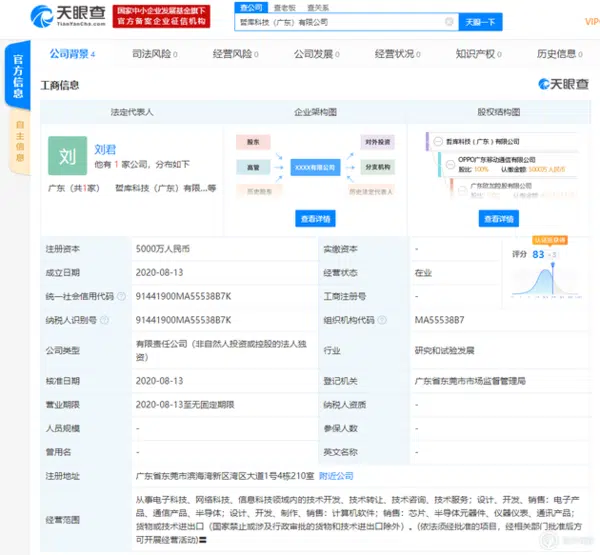 天眼查
TianYanCha.com
国家中小企业发展基金旗下
官方备案企业征信机构
查公司 查老板 查关系
哲库科技(广东)有限公司
天眼一下
VIP
公司背景 4 司法风险 0 经营风险 0 公司发展 0 经营状况 0 知识产权 0 历史信息 0
官方信息
自主信息
工商信息
天眼查
法定代表人 企业架构图 股权结构图
刘
刘君
他有 1 家公司,分布如下
广东(共1家) 哲库科技(广东)有限...等
股东
高管
历史股东
XXXX有限公司
对外投资
分支机构
历史法定代表人
查看详情
哲库科技(广东)有限公司
OPPO广东移动通信有限公司
股比 100% 认缴金额 5000万人民币
广东欧加控股有限公司
查看详情
注册资本 5000万人民币 实缴资本 -
成立日期 2020-08-13 经营状态 在业
评分 83
统一社会信用代码 91441900MA55538B7K 工商注册号 -
纳税人识别号 91441900MA55538B7K 组织机构代码 MA55538B7
公司类型 有限责任公司(非自然人投资或控股的法人独资) 行业 研究和试验发展
核准日期 2020-08-13 登记机关 广东省东莞市市场监督管理局
营业期限 2020-08-13至无固定期限 纳税人资质 -
人员规模 - 参保人数 -
曾用名 - 英文名称 -
注册地址 广东省东莞市滨海湾新区湾区大道1号4栋210室 附近公司
从事电子科技、网络科技、信息科技领域内的技术开发、技术转让、技术咨询、技术服务;设计、开发、销售:电子产
品、通信产品、半导体;设计、开发、制作、销售:计算机软件;销售:芯片、半导体元器件、仪器仪表、通讯产品;
经营范围
货物或技术进出口(国家禁止或涉及行政审批的货物和技术进出口除外)。(依法须经批准的项目,经相关部门批准后方
可开展经营活动)